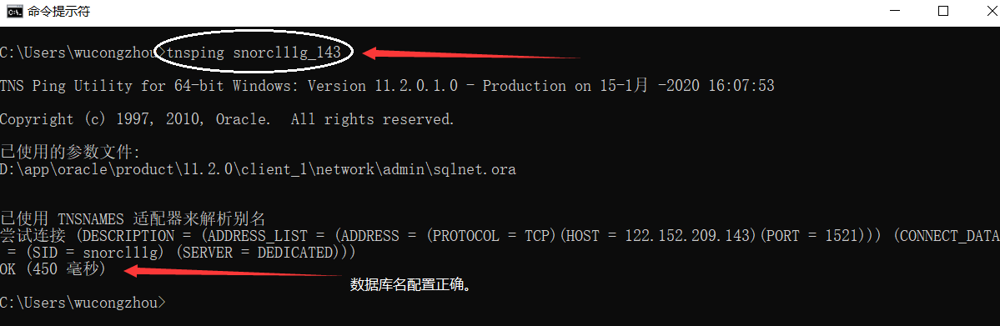 命令提示符
C:\Users\wucongzhou>tnsping snorcl11g_143
TNS Ping Utility for 64-bit Windows: Version 11.2.0.1.0 - Production on 15-1月 -2020 16:07:53
Copyright (c) 1997, 2010, Oracle.  All rights reserved.
已使用的参数文件:
D:\app\oracle\product\11.2.0\client_1\network\admin\sqlnet.ora
已使用 TNSNAMES 适配器来解析别名
尝试连接 (DESCRIPTION = (ADDRESS_LIST = (ADDRESS = (PROTOCOL = TCP)(HOST = 122.152.209.143)(PORT = 1521))) (CONNECT_DATA
 = (SID = snorcl11g) (SERVER = DEDICATED)))
OK (450 毫秒)
数据库名配置正确。
C:\Users\wucongzhou>